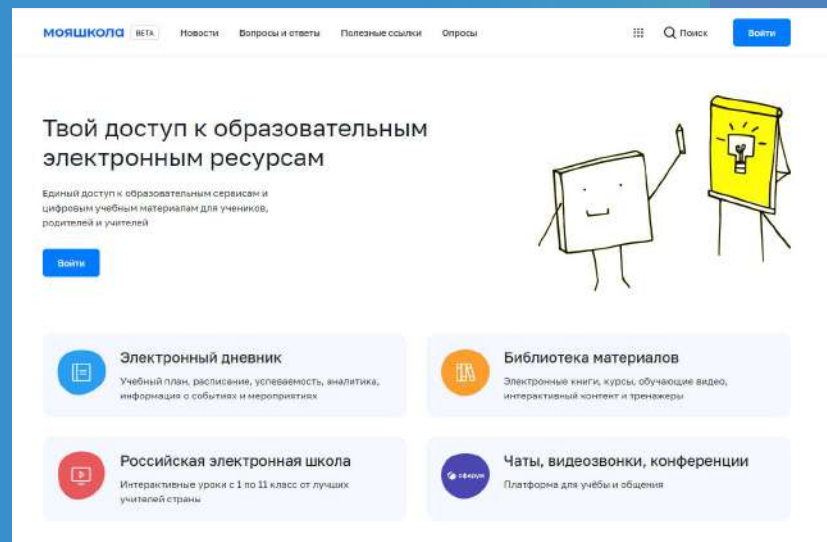 МОЯШКОЛА BETA Новости Вопросы и ответы Полезные ссылки Опросы Поиск Войти
Твой доступ к образовательным
электронным ресурсам
Единый доступ к образовательным сервисам и
цифровым учебным материалам для учеников,
родителей и учителей
Войти
Электронный дневник
Учебный план, расписание, успеваемость, аналитика,
информация о событиях и мероприятиях
Библиотека материалов
Электронные книги, курсы, обучающие видео,
интерактивный контент и тренажеры
Российская электронная школа
Интерактивные уроки с 1 по 11 класс от лучших
учителей страны
сферум
Чаты, видеозвонки, конференции
Платформа для учёбы и общения